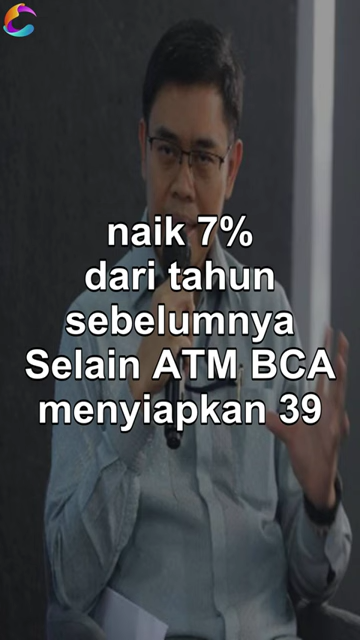 naik 7%
dari tahun
sebelumnya
Selain ATM BCA
menyiapkan 39